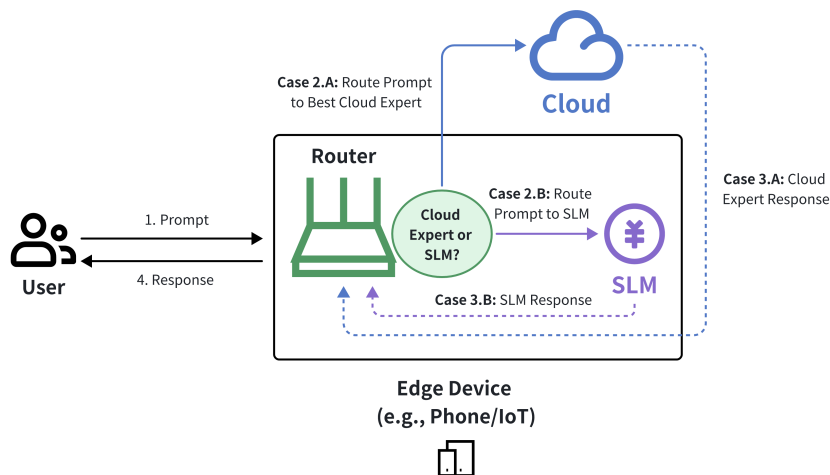 Case 2.A: Route Prompt
to Best Cloud Expert
Cloud
Router
Case 3.A: Cloud
Expert Response
Case 2.B: Route
Prompt to SLM
Cloud
Expert or
SLM?
1. Prompt
4. Response
User
¥
SLM
Case 3.B: SLM Response
Edge Device
(e.g., Phone/IoT)